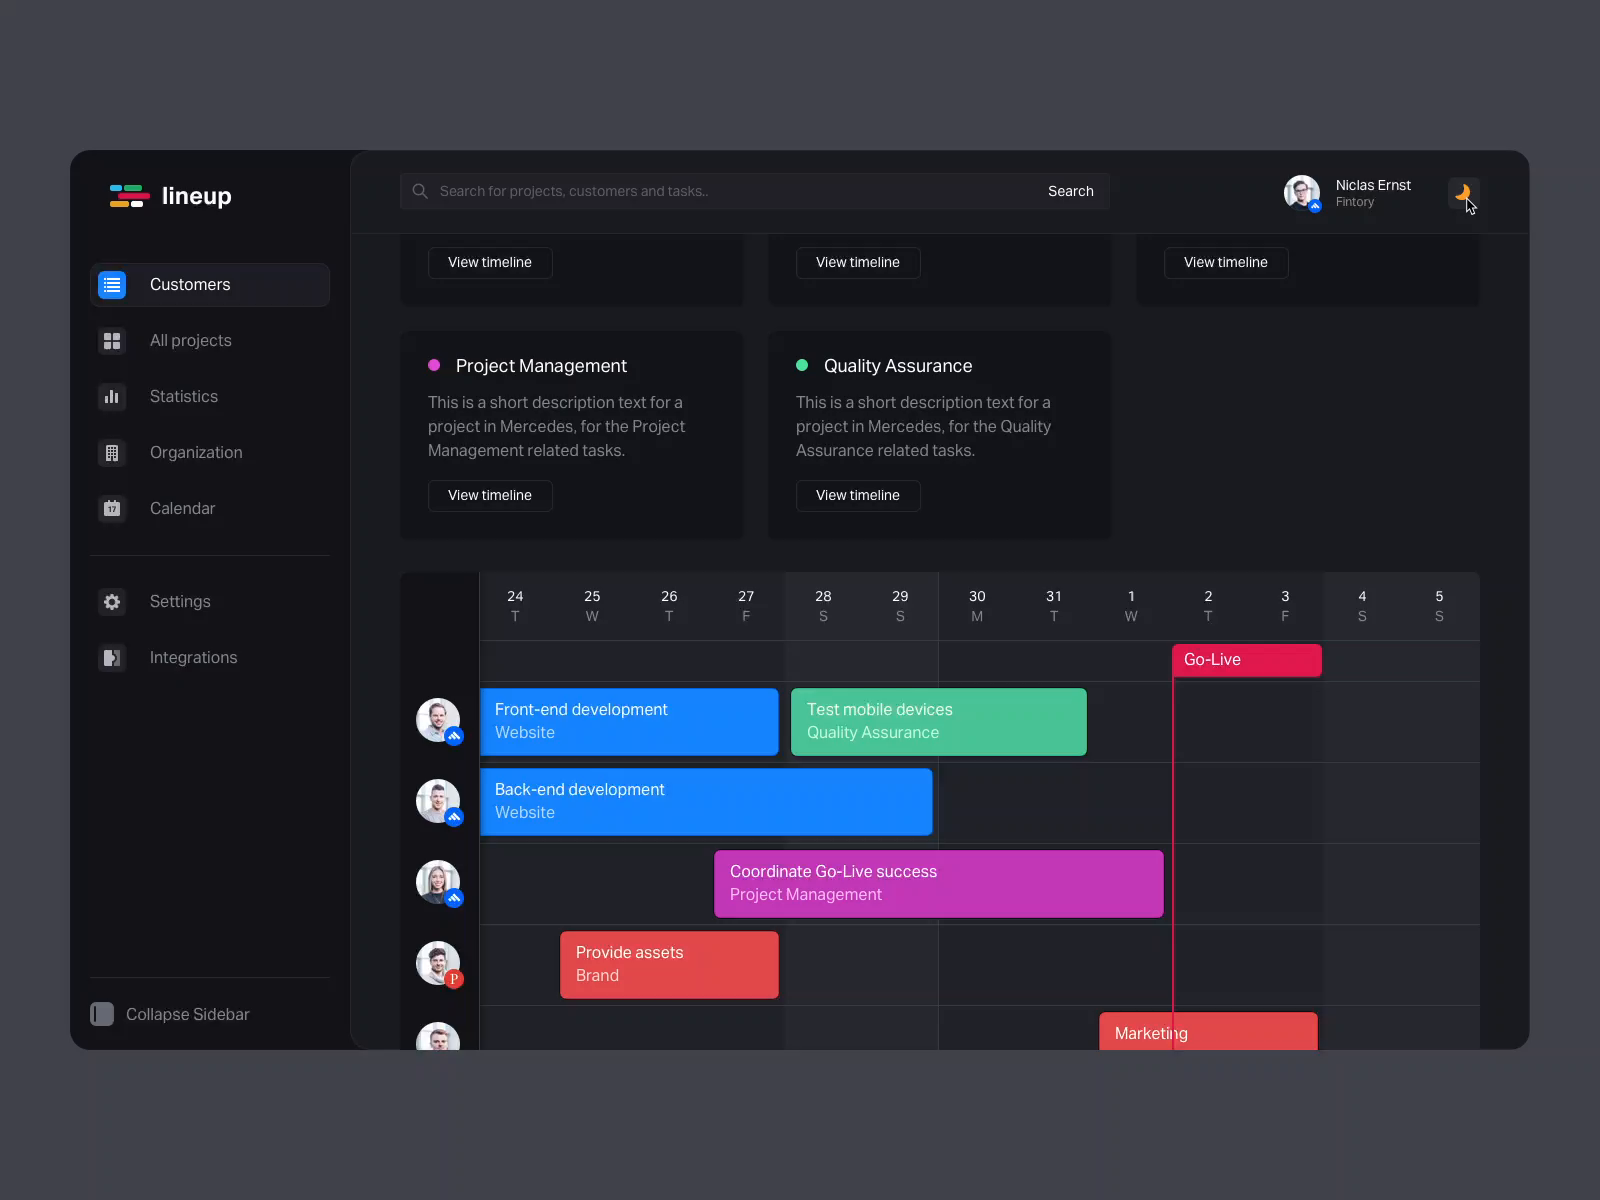 lineup
Search for projects, customers and tasks..
Search
Niclas Ernst
Fintory
Customers
All projects
Statistics
Organization
17
Calendar
Settings
Integrations
Collapse Sidebar
View timeline
View timeline
View timeline
Project Management
This is a short description text for a
project in Mercedes, for the Project
Management related tasks.
View timeline
Quality Assurance
This is a short description text for a
project in Mercedes, for the Quality
Assurance related tasks.
View timeline
24 25 26 27 28 29 30 31 1 2 3 4 5
T W T F S S M T W T F S S
Go-Live
Front-end development
Website
Test mobile devices
Quality Assurance
Back-end development
Website
Coordinate Go-Live success
Project Management
P
Provide assets
Brand
Marketing